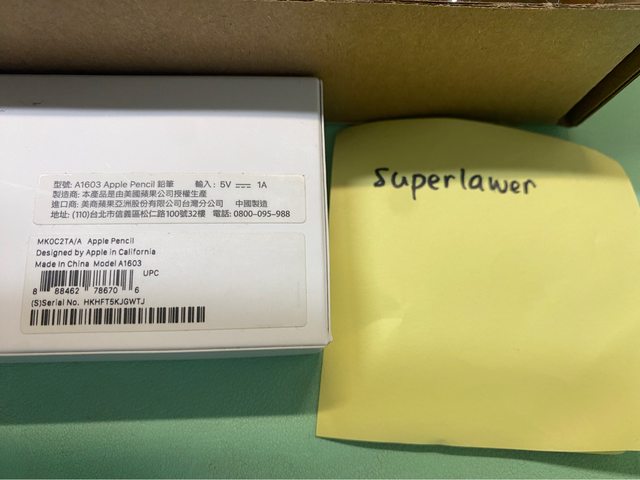 型號: A1603 Apple Pencil 鉛筆 輸入: 5V ⎓ 1A
製造商: 本產品是由美國蘋果公司授權生產
進口商: 美商蘋果亞洲股份有限公司台灣分公司 中國製造
地址: (110)台北市信義區松仁路100號32樓 電話: 0800-095-988
MK0C2TA/A Apple Pencil
Designed by Apple in California
Made In China Model A1603
UPC
8 88462 78670 6
(S)Serial No. HKHFT5KJGWTJ
Superlawer